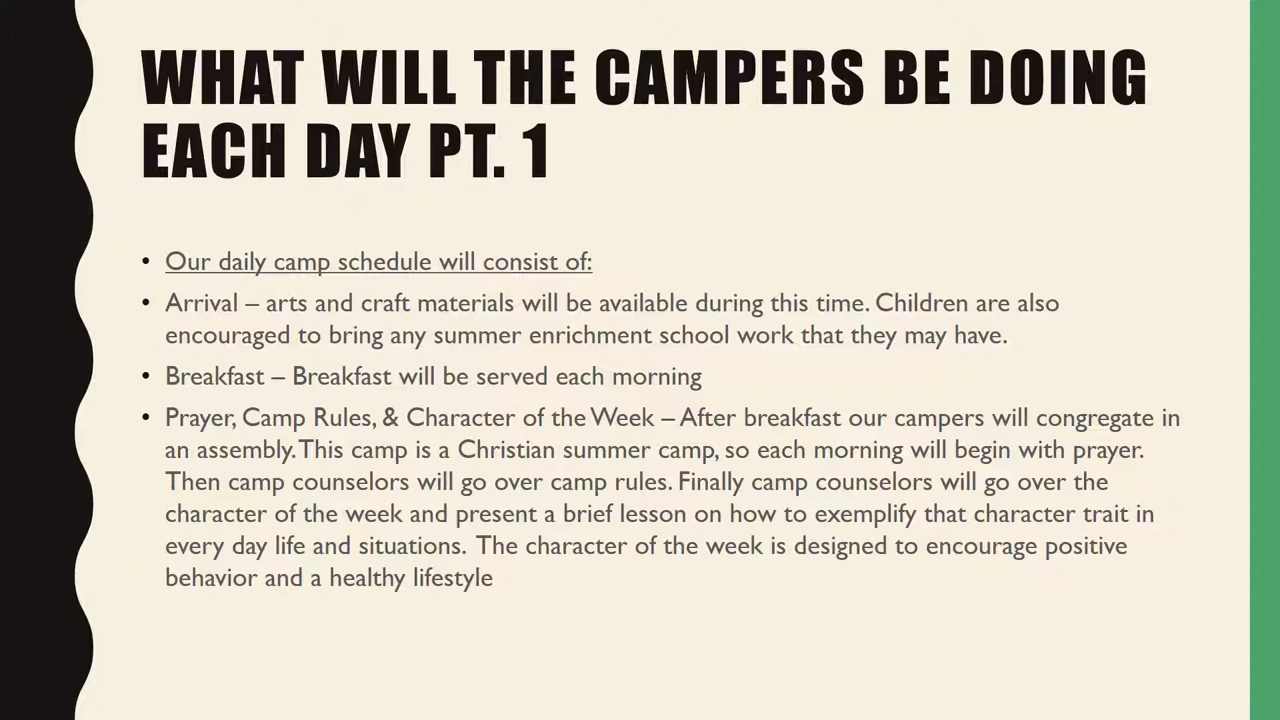 WHAT WILL THE CAMPERS BE DOING
EACH DAY PT. 1
• Our daily camp schedule will consist of:
• Arrival – arts and craft materials will be available during this time. Children are also
encouraged to bring any summer enrichment school work that they may have.
• Breakfast – Breakfast will be served each morning
• Prayer, Camp Rules, & Character of the Week – After breakfast our campers will congregate in
an assembly. This camp is a Christian summer camp, so each morning will begin with prayer.
Then camp counselors will go over camp rules. Finally camp counselors will go over the
character of the week and present a brief lesson on how to exemplify that character trait in
every day life and situations. The character of the week is designed to encourage positive
behavior and a healthy lifestyle